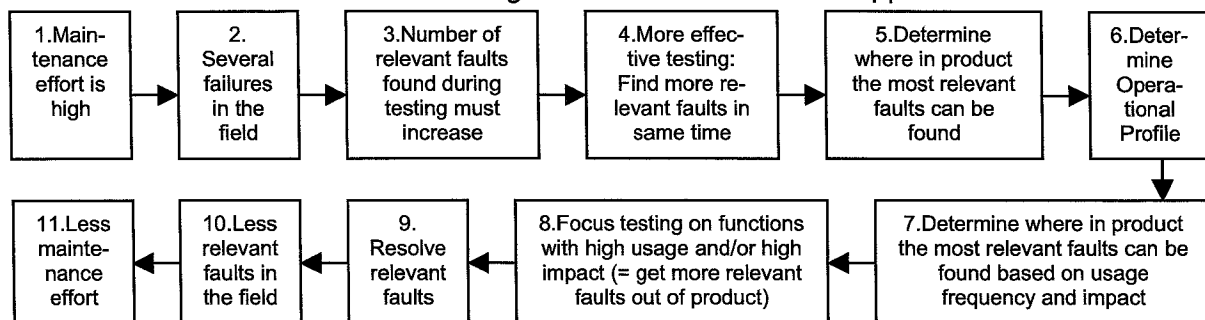 1.Main-
tenance
effort is
high
2.
Several
failures
in the
field
3.Number of
relevant faults
found during
testing must
increase
4.More effec-
tive testing:
Find more re-
levant faults in
same time
5.Determine
where in product
the most relevant
faults can be
found
6.Deter-
mine
Opera-
tional
Profile
7.Determine where in product
the most relevant faults can be
found based on usage
frequency and impact
8.Focus testing on functions
with high usage and/or high
impact (= get more relevant
faults out of product)
9.
Resolve
relevant
faults
10.Less
relevant
faults in
the field
11.Less
mainte-
nance
effort